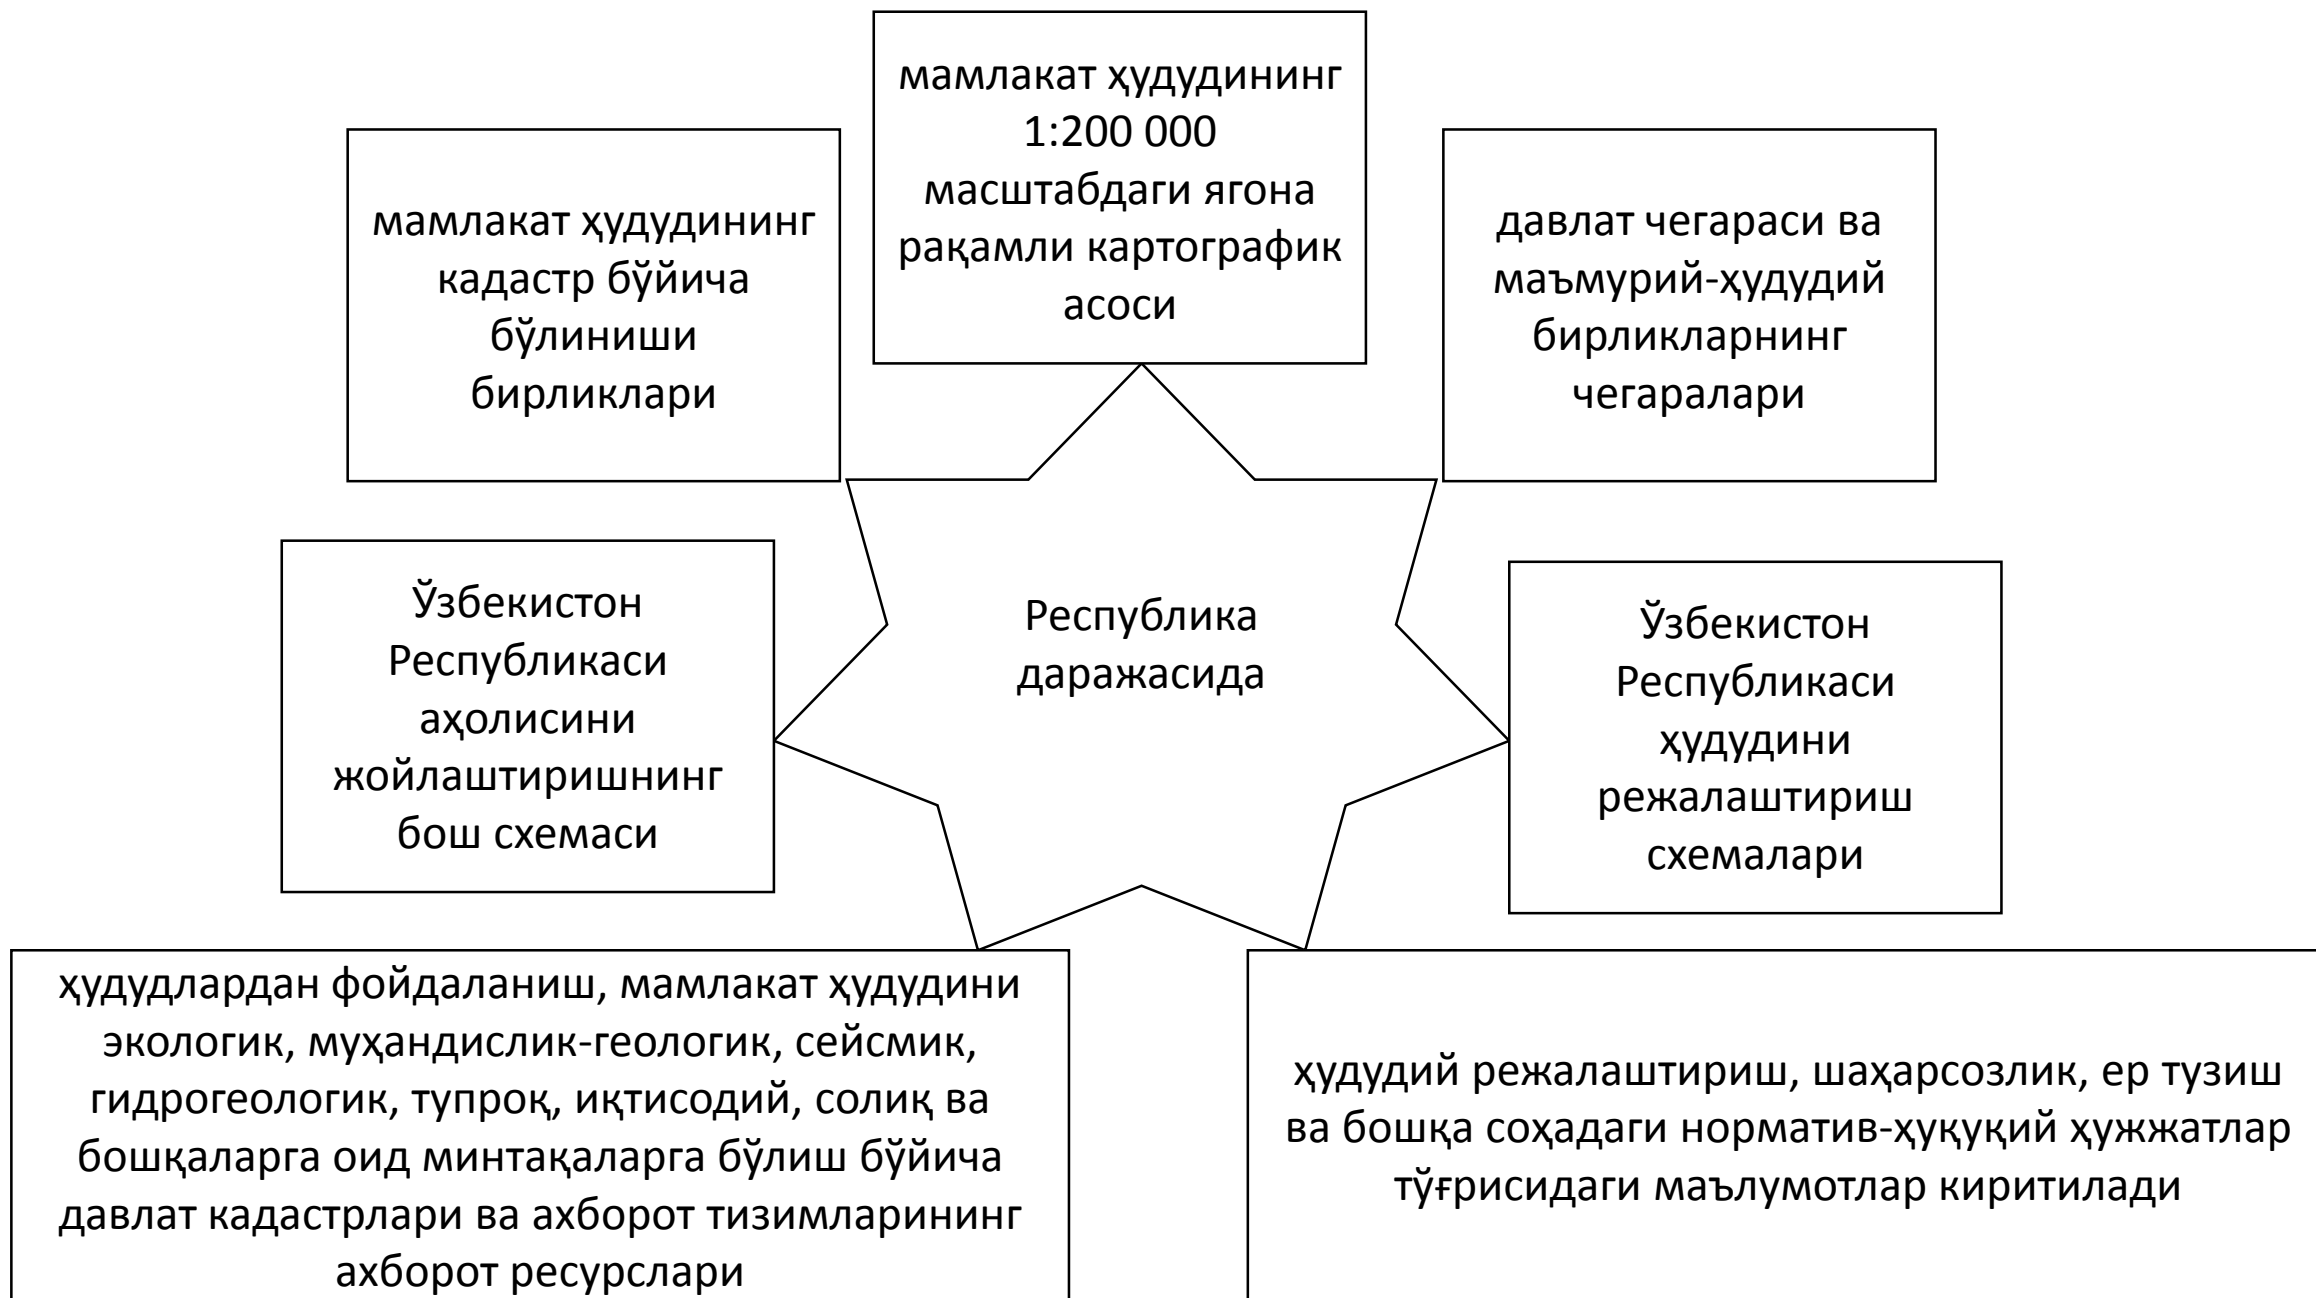 мамлакат ҳудудининг
1:200 000
масштабдаги ягона
рақамли картографик
асоси
мамлакат ҳудудининг
кадастр бўйича
бўлиниши
бирликлари
давлат чегараси ва
маъмурий-ҳудудий
бирликларнинг
чегаралари
Ўзбекистон
Республикаси
аҳолисини
жойлаштиришнинг
бош схемаси
Республика
даражасида
Ўзбекистон
Республикаси
ҳудудини
режалаштириш
схемалари
ҳудудлардан фойдаланиш, мамлакат ҳудудини
экологик, муҳандислик-геологик, сейсмик,
гидрогеологик, тупроқ, иқтисодий, солиқ ва
бошқаларга оид минтақаларга бўлиш бўйича
давлат кадастрлари ва ахборот тизимларининг
ахборот ресурслари
ҳудудий режалаштириш, шаҳарсозлик, ер тузиш
ва бошқа соҳадаги норматив-ҳуқуқий ҳужжатлар
тўғрисидаги маълумотлар киритилади